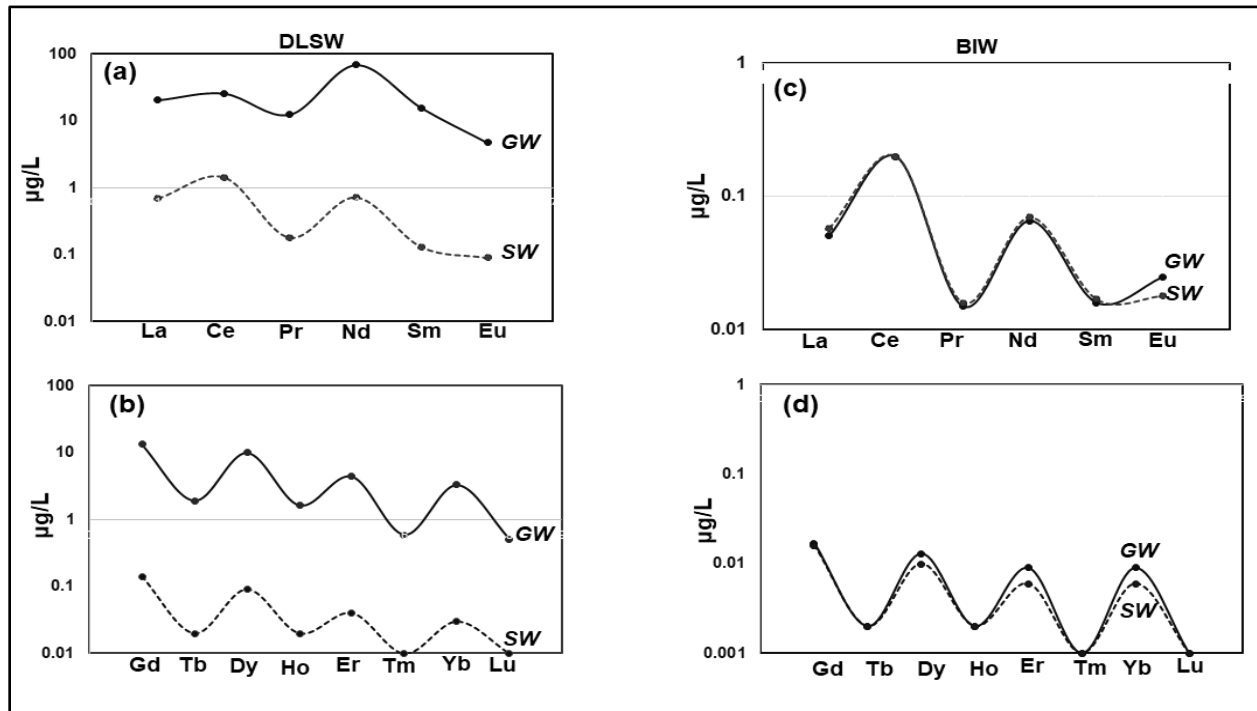 DLSW
(a)
100
10
1
0.1
0.01
µg/L
GW
SW
La Ce Pr Nd Sm Eu
(b)
100
10
1
0.1
0.01
µg/L
GW
SW
Gd Tb Dy Ho Er Tm Yb Lu
BIW
(c)
1
0.1
0.01
µg/L
GW
SW
La Ce Pr Nd Sm Eu
(d)
1
0.1
0.01
0.001
µg/L
GW
SW
Gd Tb Dy Ho Er Tm Yb Lu